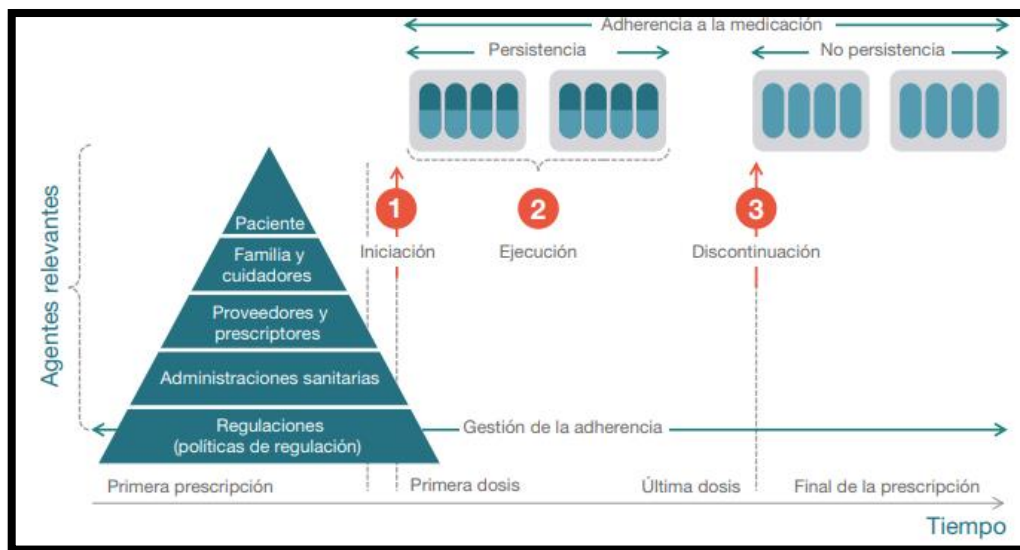 Adherencia a la medicación
Persistencia
No persistencia
Agentes relevantes
Paciente
Familia y
cuidadores
Proveedores y
prescriptores
Administraciones sanitarias
Regulaciones
(políticas de regulación)
1
Iniciación
2
Ejecución
3
Discontinuación
Gestión de la adherencia
Primera prescripción
Primera dosis
Última dosis
Final de la prescripción
Tiempo